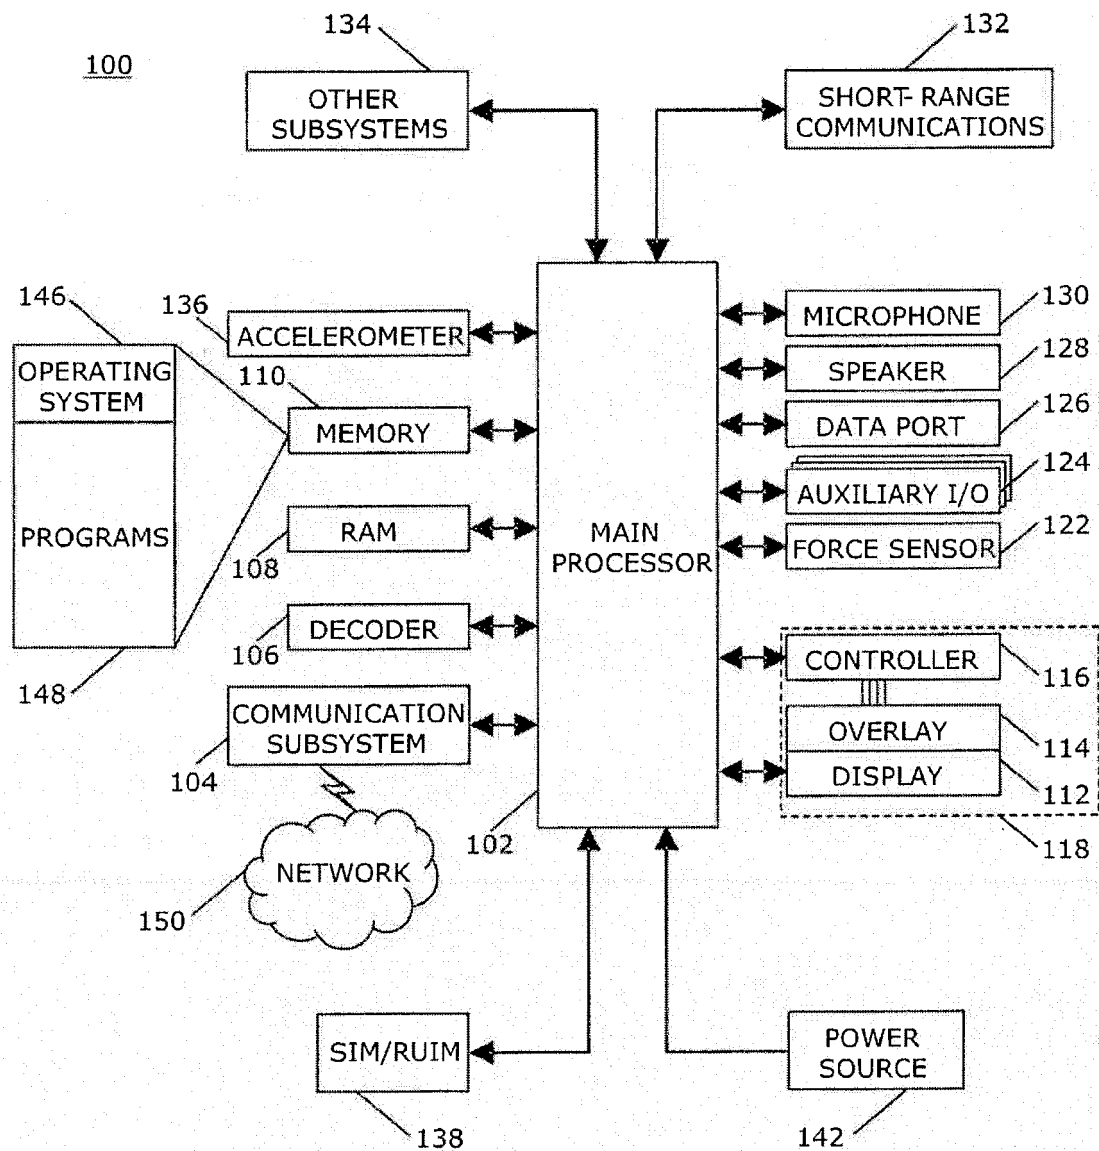 134
132
100
OTHER
SUBSYSTEMS
SHORT-RANGE
COMMUNICATIONS
146
136
ACCELEROMETER
MICROPHONE
130
OPERATING
SYSTEM
110
SPEAKER
128
MEMORY
DATA PORT
126
AUXILIARY I/O
124
PROGRAMS
RAM
108
MAIN
PROCESSOR
FORCE SENSOR
122
DECODER
106
CONTROLLER
116
148
COMMUNICATION
SUBSYSTEM
104
OVERLAY
114
DISPLAY
112
102
118
NETWORK
150
SIM/RUIM
138
POWER
SOURCE
142